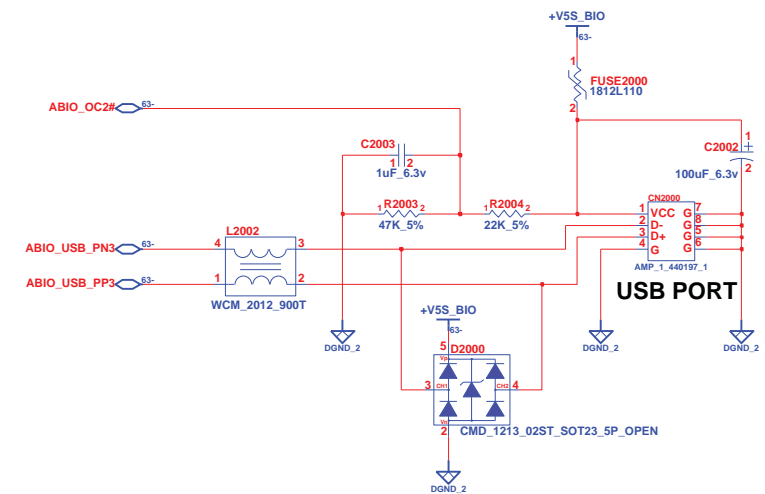 +V5S_BIO
63-
1
FUSE2000
1812L110
2
ABIO_OC2#
63-
C2003
1 2
1uF_6.3v
1
C2002
+
100uF_6.3v
2
1 R2003 2
47K_5%
1 R2004 2
22K_5%
CN2000
1 VCC G 7
2 D- G 8
3 D+ G 5
4 G G 6
AMP_1_440197_1
USB PORT
L2002
ABIO_USB_PN3 63- 4 3
ABIO_USB_PP3 63- 1 2
WCM_2012_900T
+V5S_BIO
63-
DGND_2
DGND_2
DGND_2
5 D2000
Vp
3 CH1 CH2 4
Vn
2
CMD_1213_02ST_SOT23_5P_OPEN
DGND_2